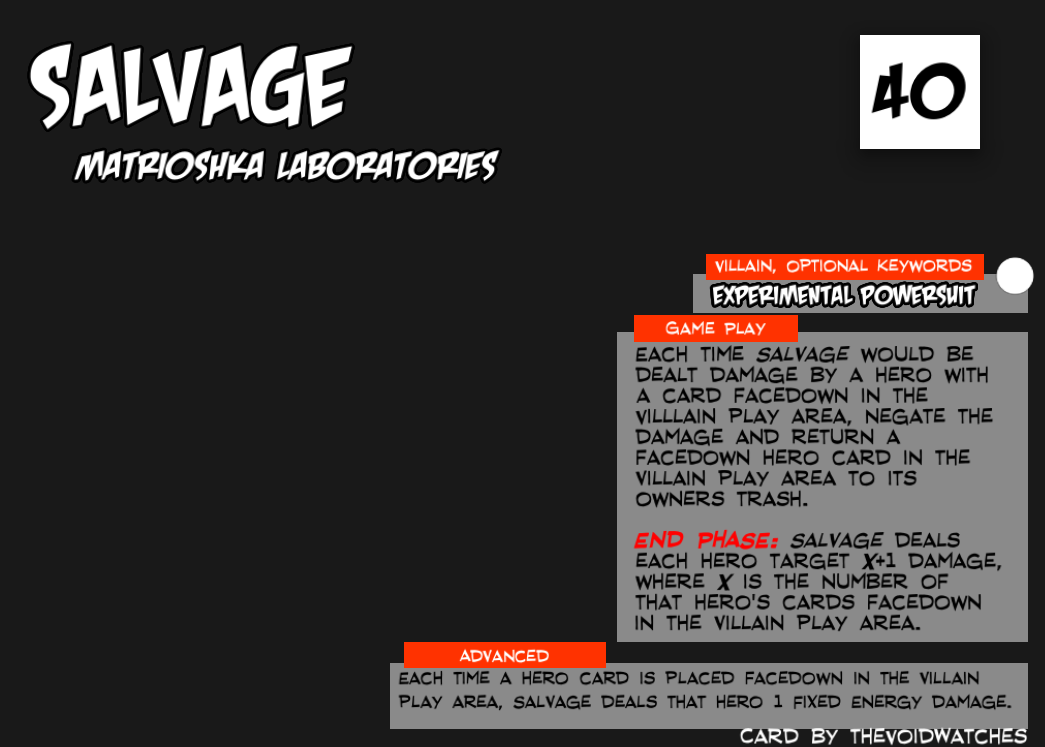 SALVAGE
40
MATRIOSHKA LABORATORIES
VILLAIN, OPTIONAL KEYWORDS
EXPERIMENTAL POWERSUIT
GAME PLAY
EACH TIME SALVAGE WOULD BE
DEALT DAMAGE BY A HERO WITH
A CARD FACEDOWN IN THE
VILLLAIN PLAY AREA, NEGATE THE
DAMAGE AND RETURN A
FACEDOWN HERO CARD IN THE
VILLAIN PLAY AREA TO ITS
OWNERS TRASH.
END PHASE: SALVAGE DEALS
EACH HERO TARGET X+1 DAMAGE,
WHERE X IS THE NUMBER OF
THAT HERO'S CARDS FACEDOWN
IN THE VILLAIN PLAY AREA.
ADVANCED
EACH TIME A HERO CARD IS PLACED FACEDOWN IN THE VILLAIN
PLAY AREA, SALVAGE DEALS THAT HERO 1 FIXED ENERGY DAMAGE.
CARD BY THEVOIDWATCHES